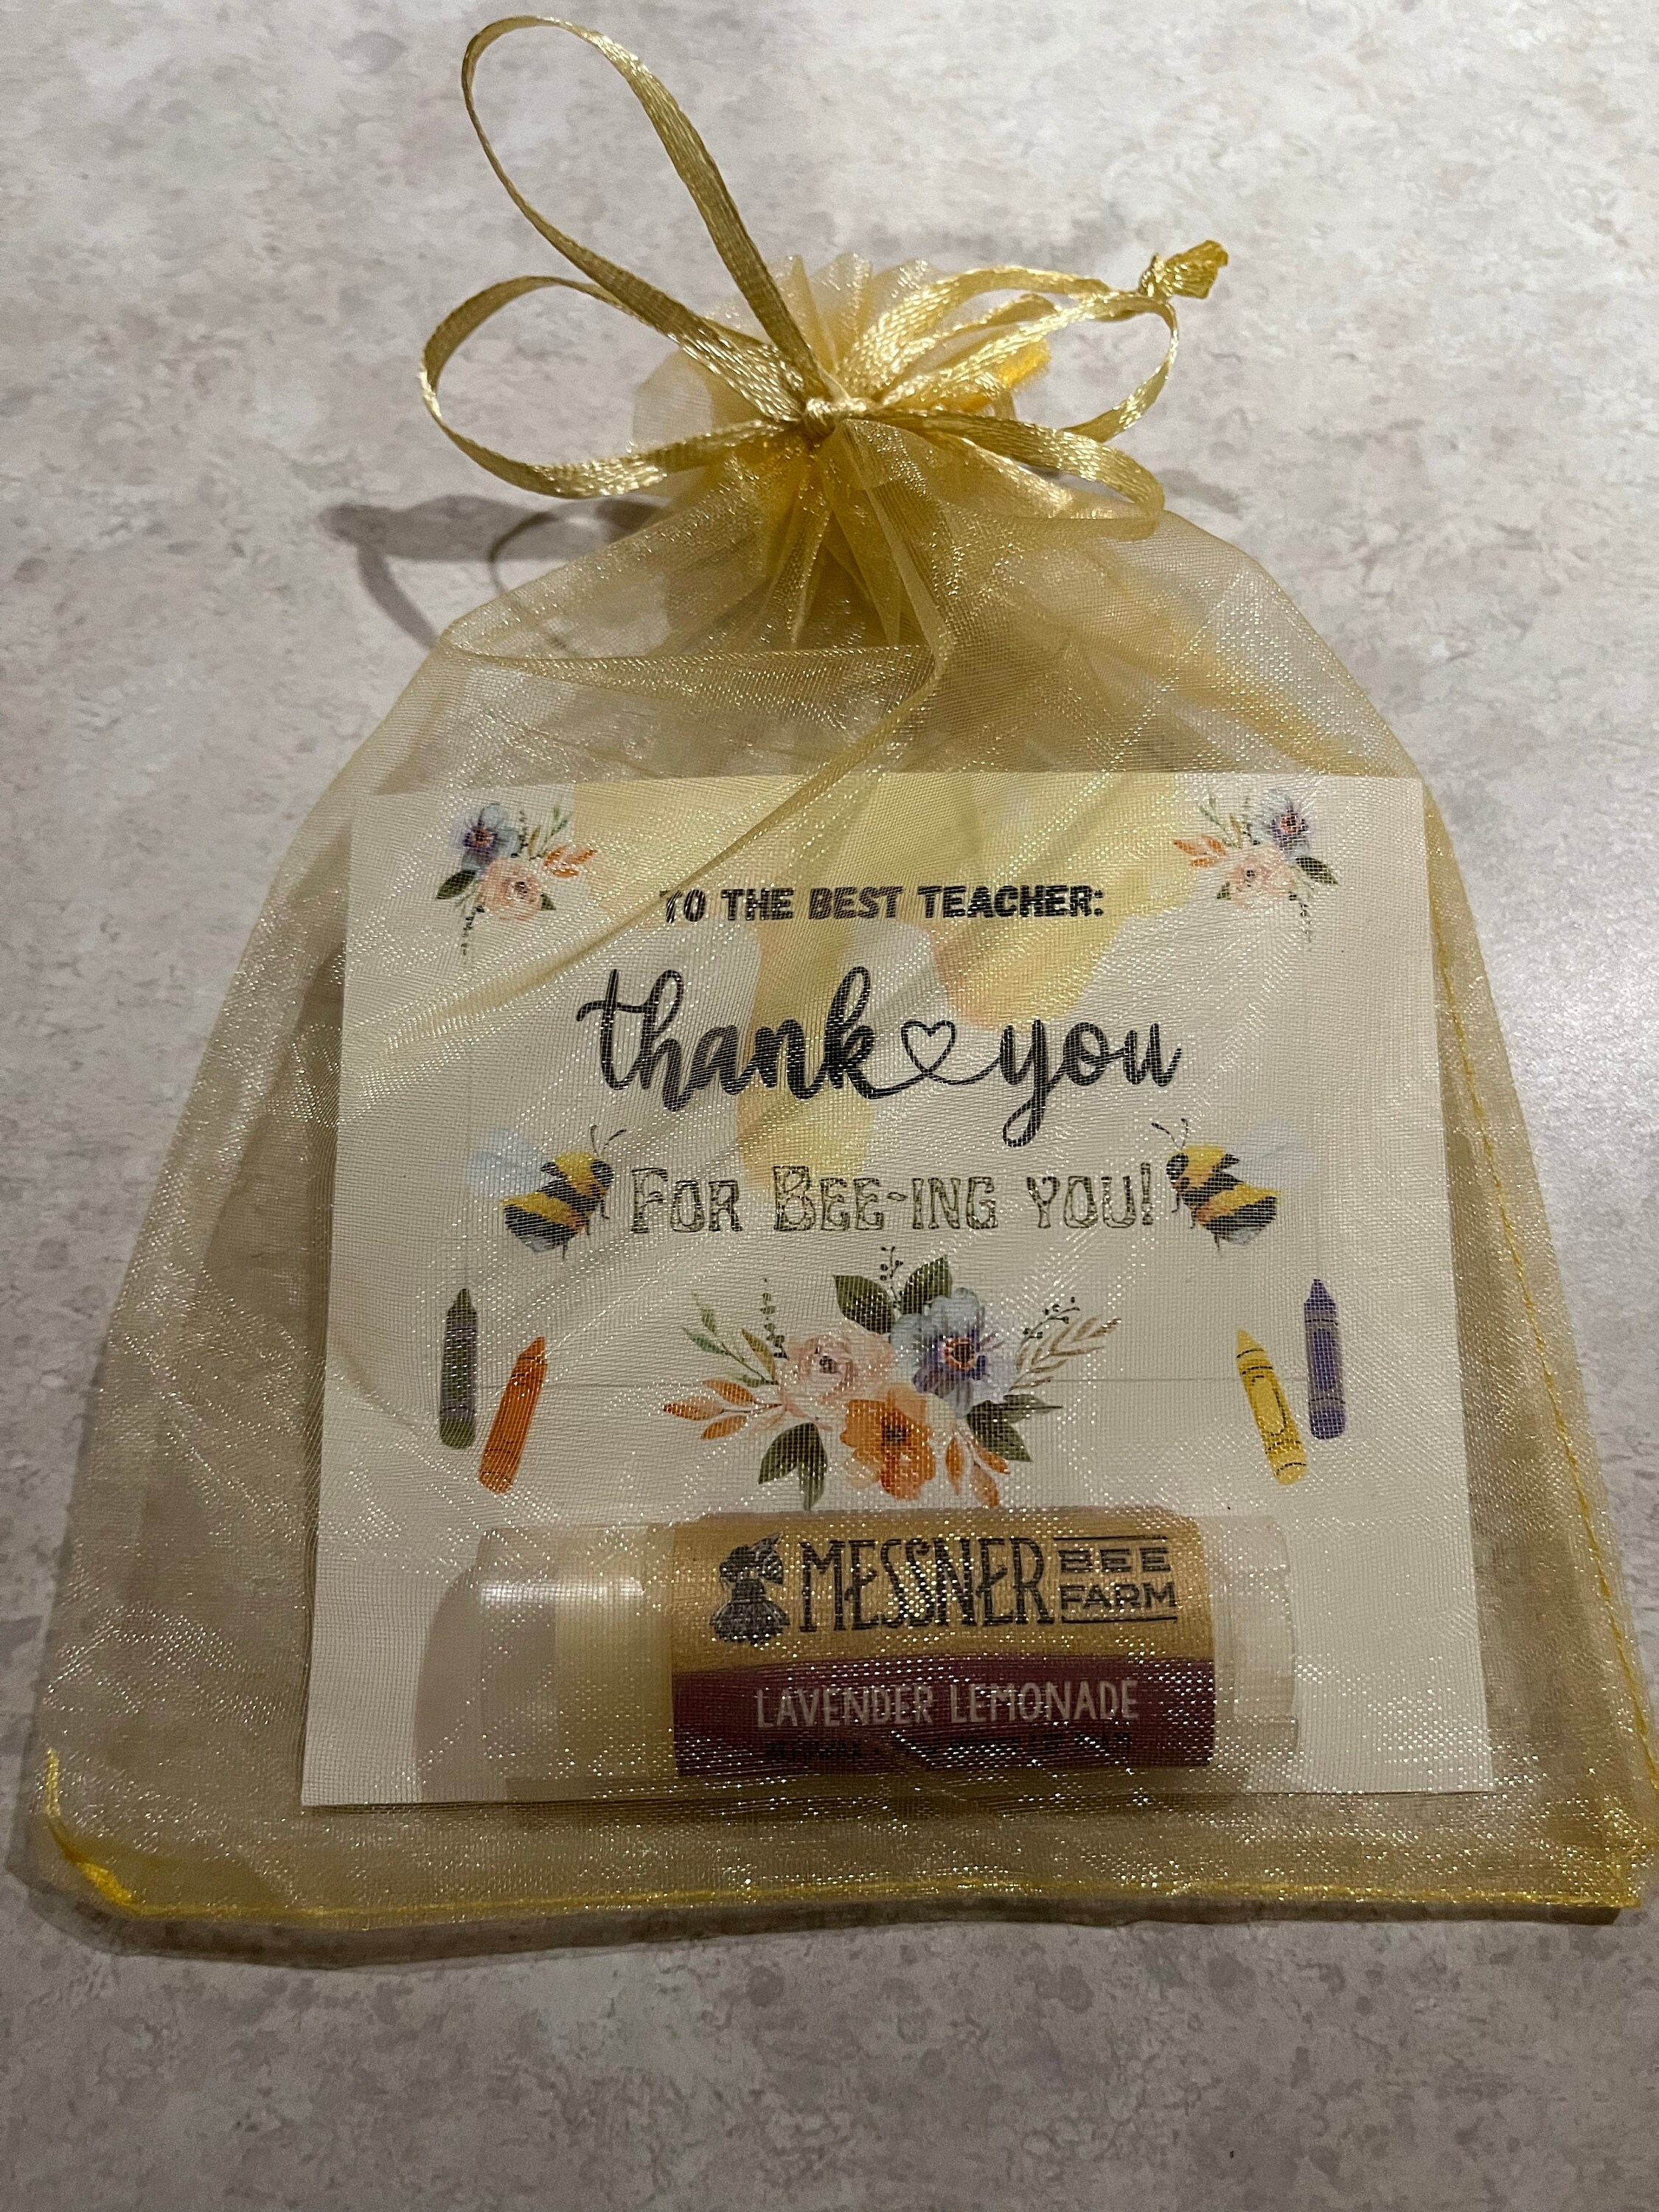 TO THE BEST TEACHER:
thank you
FOR BEE-ING YOU!
MESSNER BEE FARM
LAVENDER LEMONADE